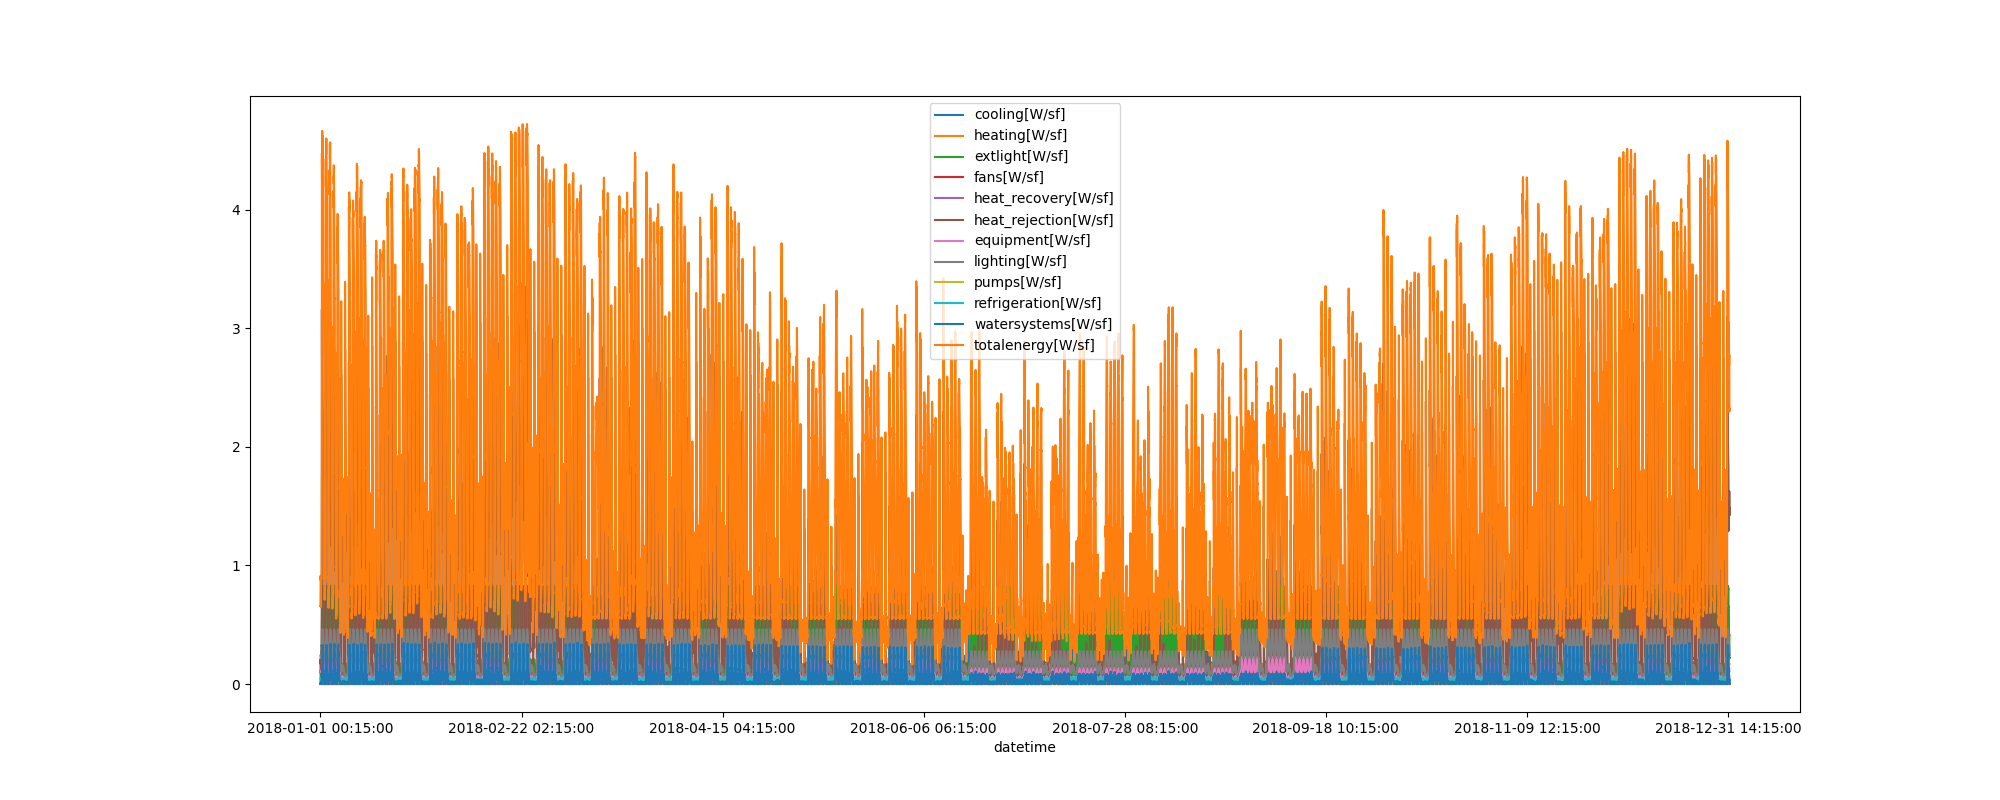 cooling[W/sf]
heating[W/sf]
extlight[W/sf]
fans[W/sf]
heat_recovery[W/sf]
heat_rejection[W/sf]
equipment[W/sf]
lighting[W/sf]
pumps[W/sf]
refrigeration[W/sf]
watersystems[W/sf]
totalenergy[W/sf]
4
3
2
1
0
2018-01-01 00:15:00 2018-02-22 02:15:00 2018-04-15 04:15:00 2018-06-06 06:15:00 2018-07-28 08:15:00 2018-09-18 10:15:00 2018-11-09 12:15:00 2018-12-31 14:15:00
datetime